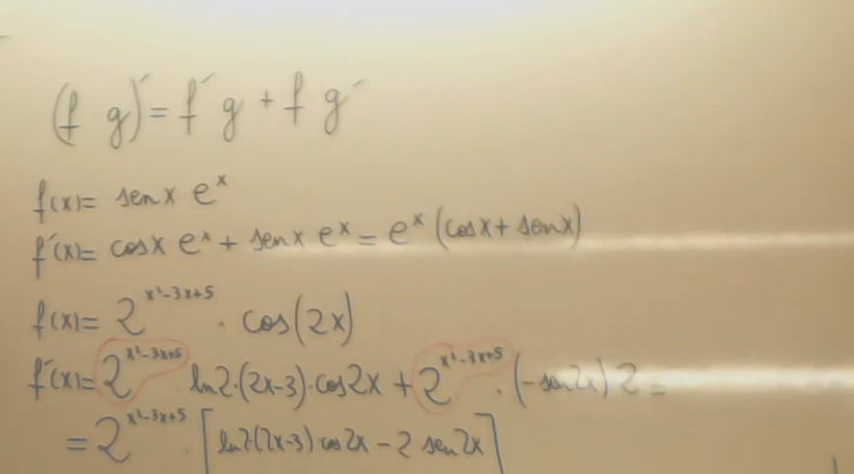 (f g)´= f´ g + f g´
f(x)= senx e^x
f´(x)= cosx e^x + senx e^x = e^x (cosx + senx)
f(x)= 2^(x²-3x+5) · cos(2x)
f´(x)= 2^(x²-3x+5) ln2·(2x-3)·cos2x + 2^(x²-3x+5) · (-sen2x) 2 =
= 2^(x²-3x+5) · [ln2·(2x-3) cos2x - 2 sen2x]